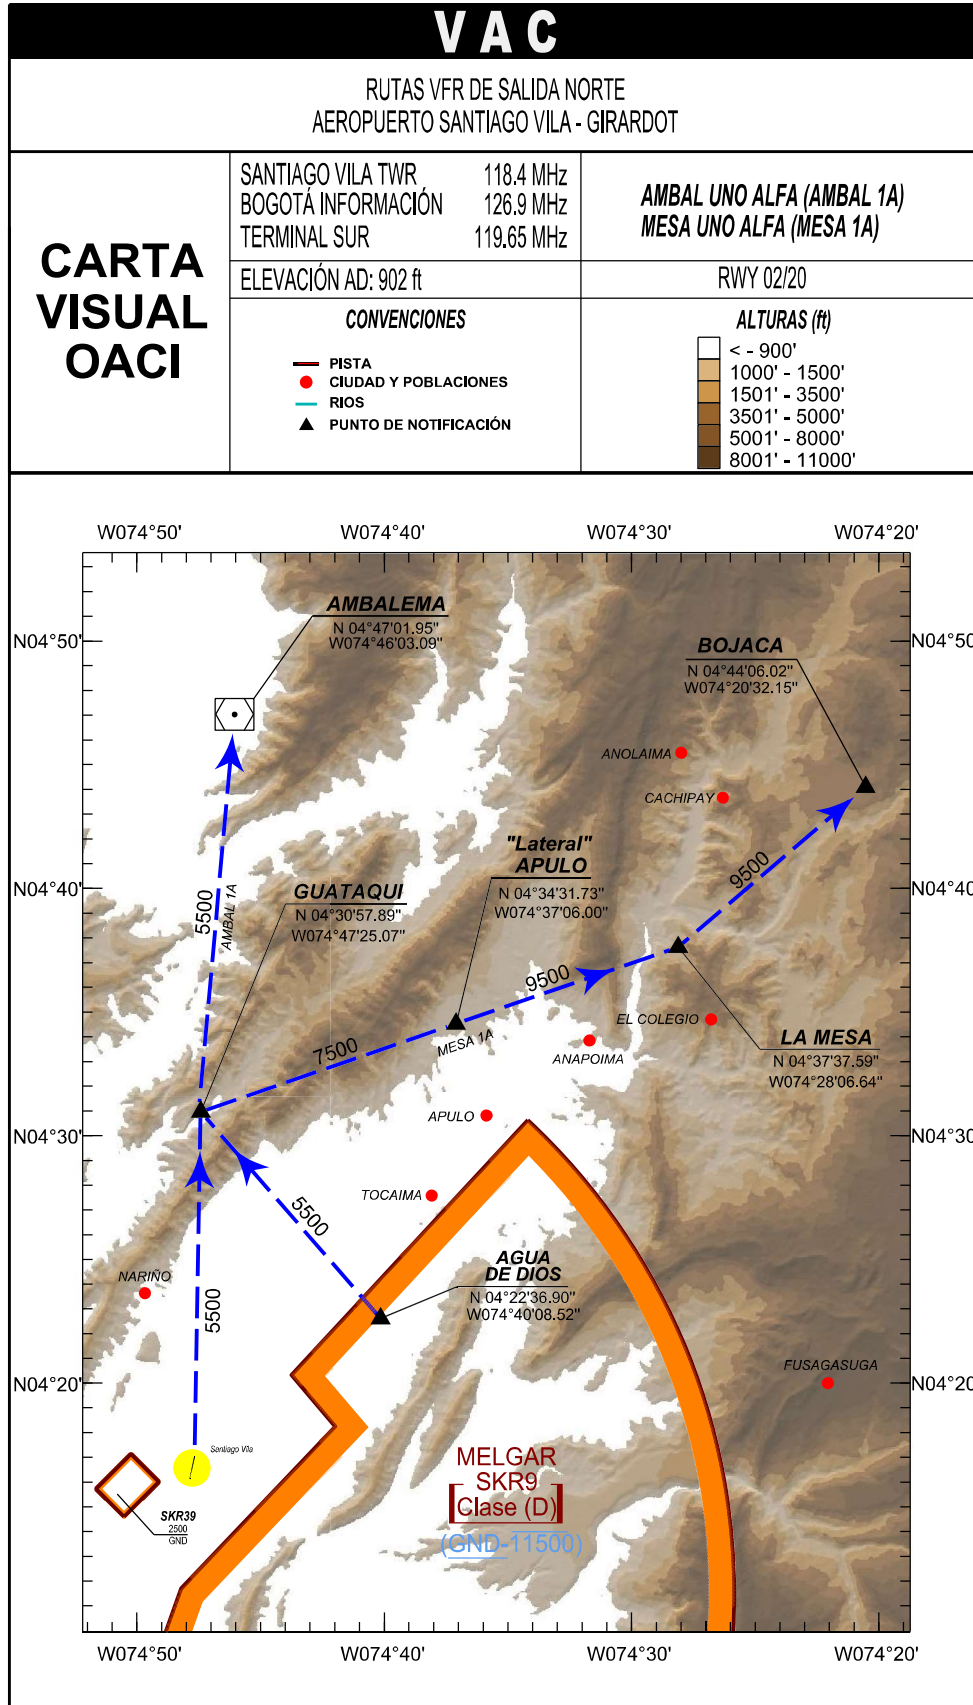 VAC
RUTAS VFR DE SALIDA NORTE
AEROPUERTO SANTIAGO VILA - GIRARDOT
CARTA
VISUAL
OACI
SANTIAGO VILA TWR 118.4 MHz
BOGOTÁ INFORMACIÓN 126.9 MHz
TERMINAL SUR 119.65 MHz
AMBAL UNO ALFA (AMBAL 1A)
MESA UNO ALFA (MESA 1A)
ELEVACIÓN AD: 902 ft
RWY 02/20
CONVENCIONES
PISTA
CIUDAD Y POBLACIONES
RIOS
PUNTO DE NOTIFICACIÓN
ALTURAS (ft)
< - 900'
1000' - 1500'
1501' - 3500'
3501' - 5000'
5001' - 8000'
8001' - 11000'
W074°50' W074°40' W074°30' W074°20'
N04°50' N04°50'
AMBALEMA
N 04°47'01.95"
W074°46'03.09"
BOJACA
N 04°44'06.02"
W074°20'32.15"
ANOLAIMA
CACHIPAY
"Lateral"
APULO
N 04°34'31.73"
W074°37'06.00"
9500
N04°40' N04°40'
GUATAQUI
N 04°30'57.89"
W074°47'25.07"
5500
AMBAL 1A
9500
EL COLEGIO
LA MESA
N 04°37'37.59"
W074°28'06.64"
7500
MESA 1A
ANAPOIMA
APULO
N04°30' N04°30'
TOCAIMA
5500
AGUA
DE DIOS
N 04°22'36.90"
W074°40'08.52"
NARIÑO
5500
FUSAGASUGA
N04°20' N04°20'
Santiago Vila
MELGAR
SKR9
Clase (D)
(GND-11500)
SKR39
2500
GND
W074°50' W074°40' W074°30' W074°20'